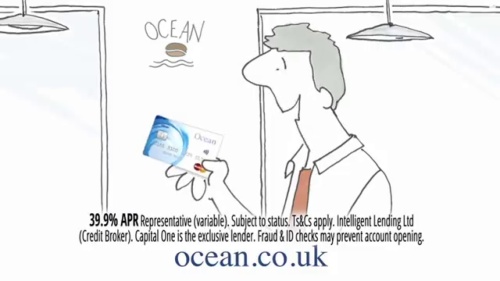 OCEAN
Ocean
39.9% APR Representative (variable). Subject to status. Ts&Cs apply. Intelligent Lending Ltd
(Credit Broker). Capital One is the exclusive lender. Fraud & ID checks may prevent account opening.
ocean.co.uk